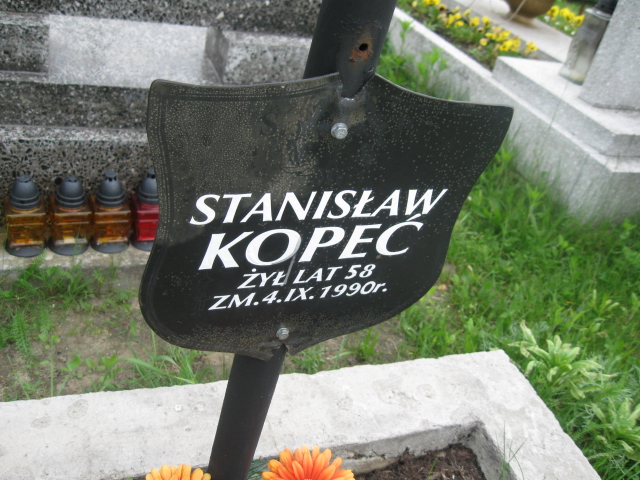 STANISŁAW
KOPEĆ
ŻYŁ LAT 58
ZM. 4. IX. 1990r.